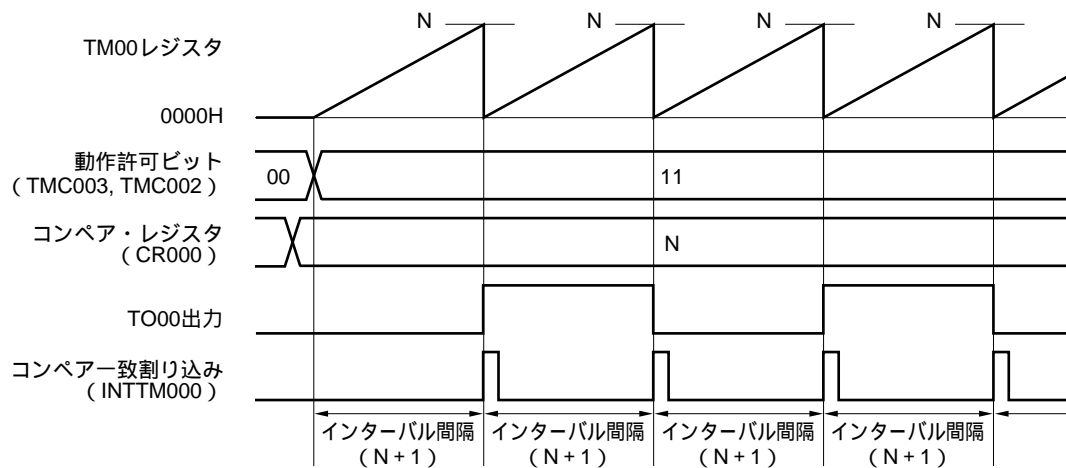 N N N N
TM00レジスタ
0000H
動作許可ビット
（TMC003, TMC002）
00 11
コンペア・レジスタ
（CR000）
N
TO00出力
コンペア一致割り込み
（INTTM000）
インターバル間隔 インターバル間隔 インターバル間隔 インターバル間隔
（N + 1） （N + 1） （N + 1） （N + 1）